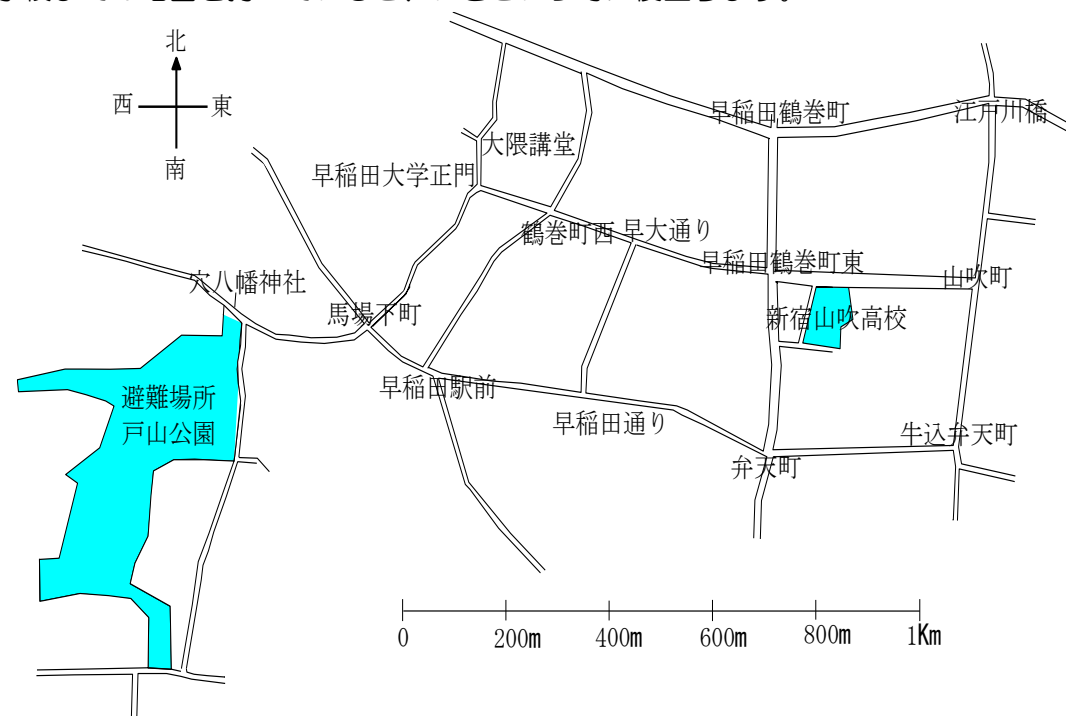 北
西
東
南
早稲田鶴巻町
江戸川橋
大隈講堂
早稲田大学正門
鶴巻町西
早大通り
早稲田鶴巻町東
山吹町
穴八幡神社
馬場下町
新宿山吹高校
早稲田駅前
避難場所
戸山公園
早稲田通り
牛込弁天町
弁天町
0
200m
400m
600m
800m
1Km